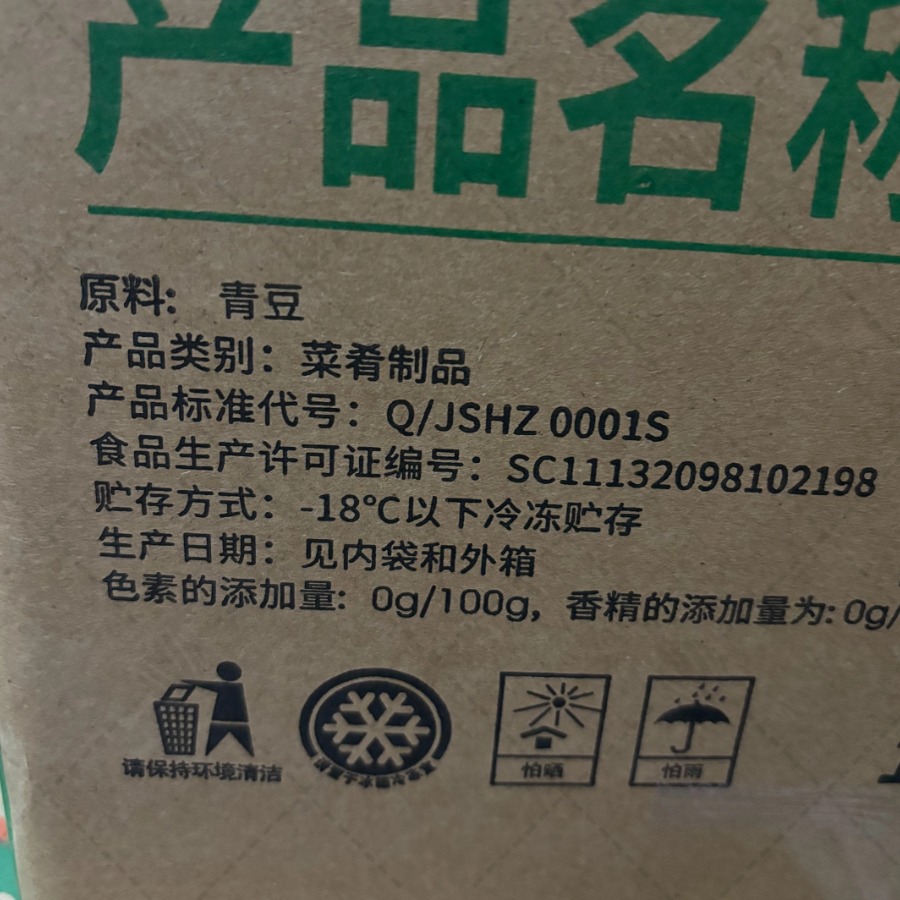 产品名称
原料: 青豆
产品类别: 菜肴制品
产品标准代号: Q/JSHZ 0001S
食品生产许可证编号: SC11132098102198
贮存方式: -18℃以下冷冻贮存
生产日期: 见内袋和外箱
色素的添加量: 0g/100g, 香精的添加量为: 0g/
请保持环境清洁
怕晒
怕雨